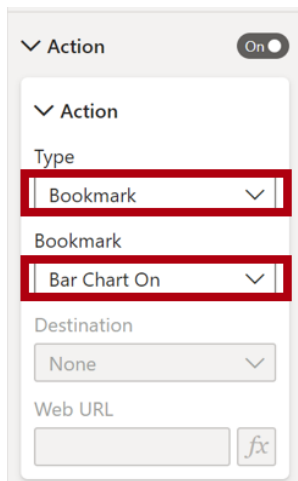 Action
On
Action
Type
Bookmark
Bookmark
Bar Chart On
Destination
None
Web URL
fx